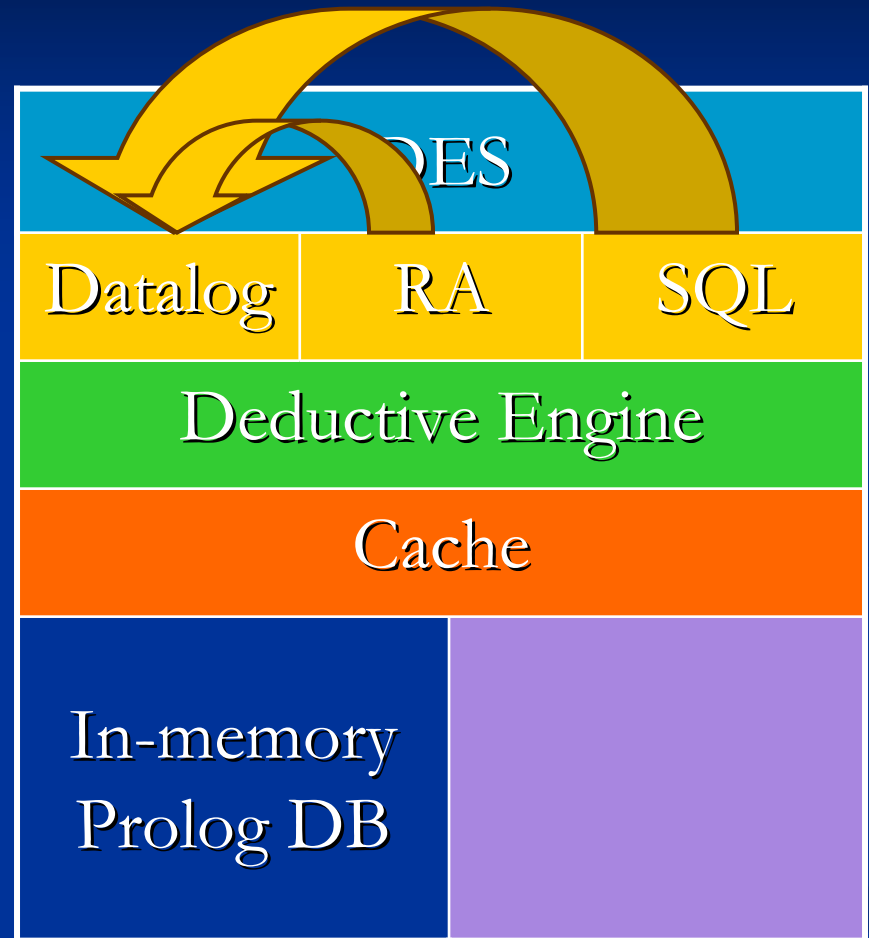 DES
Datalog
RA
SQL
Deductive Engine
Cache
In-memory
Prolog DB